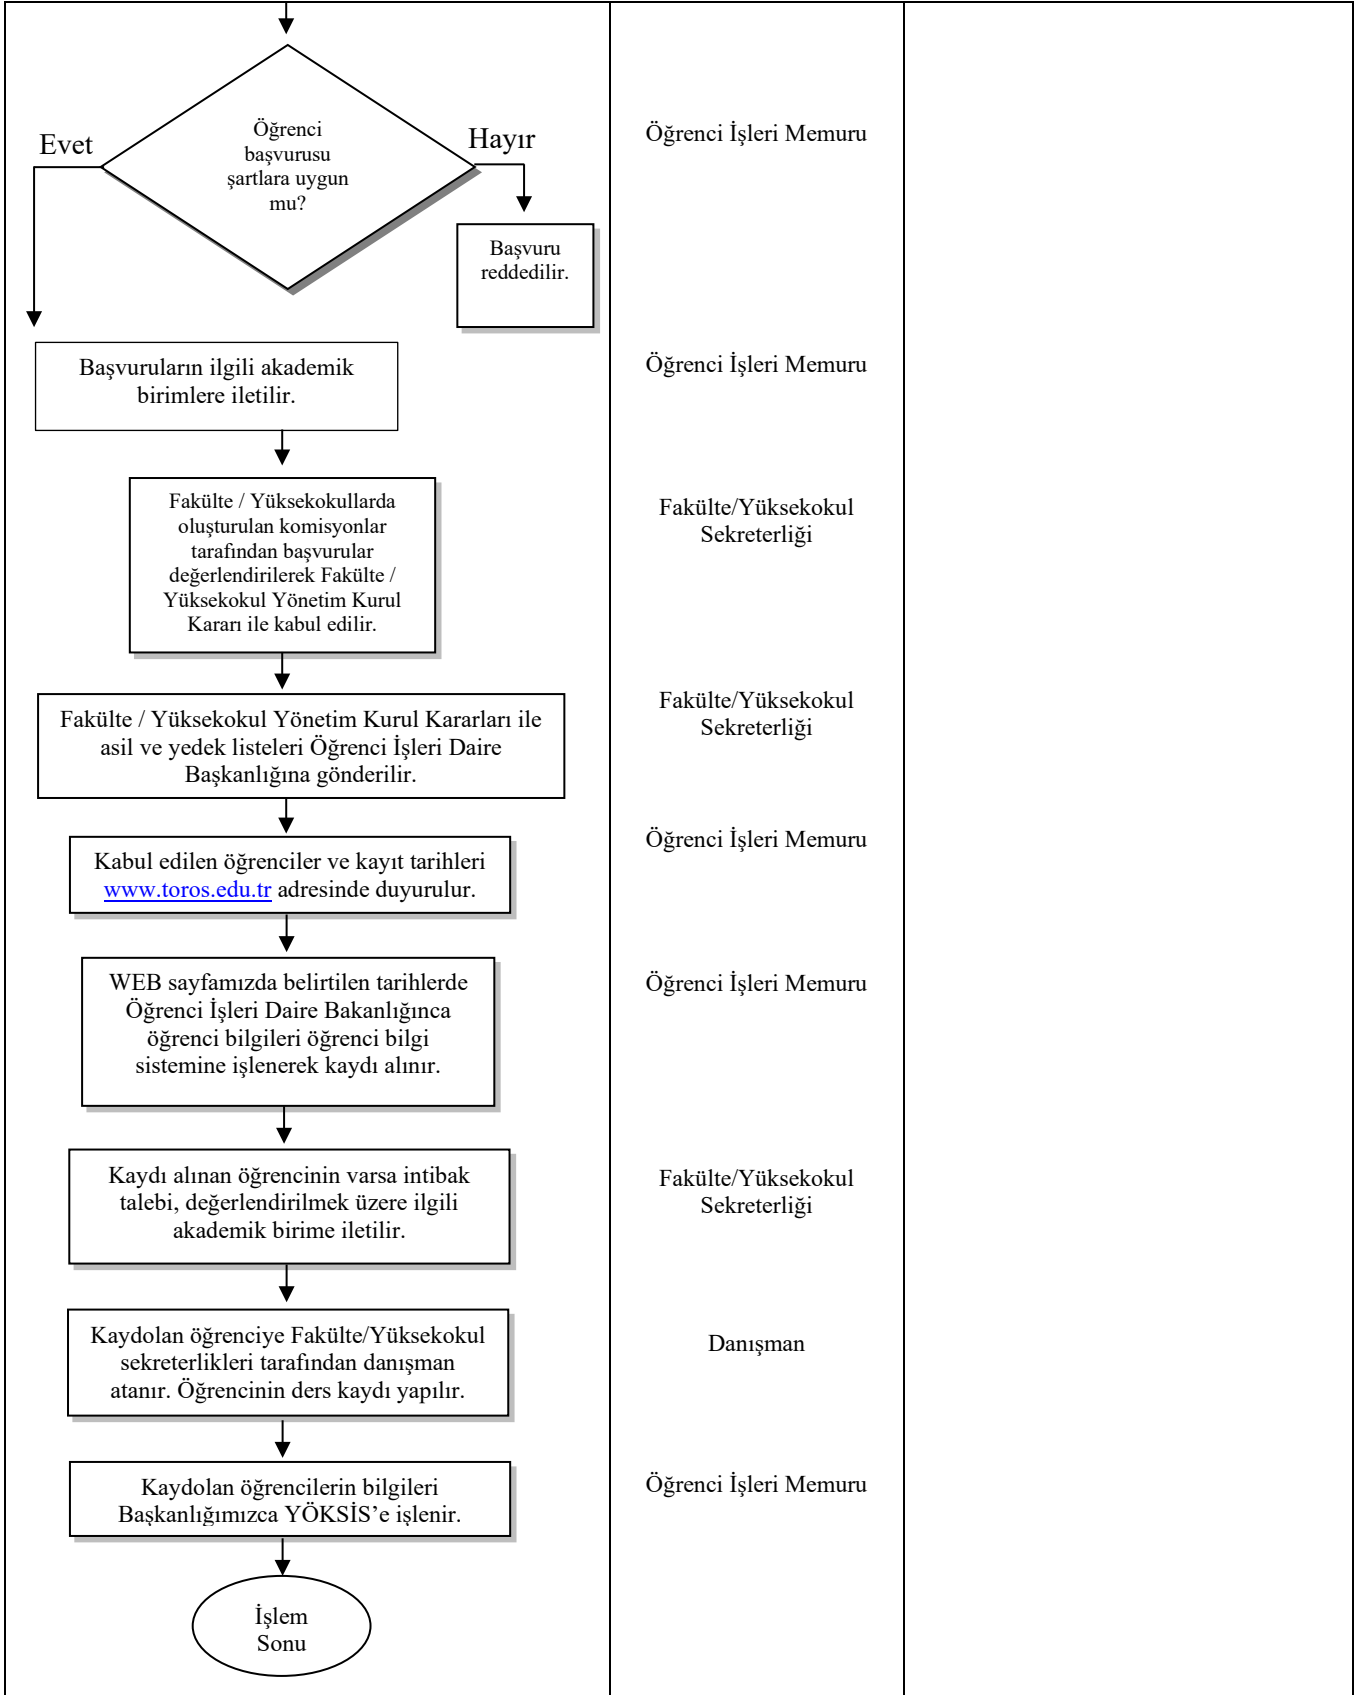 Evet
Öğrenci
başvurusu
şartlara uygun
mu?
Hayır
Öğrenci İşleri Memuru
Başvuru
reddedilir.
Başvuruların ilgili akademik
birimlere iletilir.
Öğrenci İşleri Memuru
Fakülte / Yüksekokullarda
oluşturulan komisyonlar
tarafından başvurular
değerlendirilerek Fakülte /
Yüksekokul Yönetim Kurul
Kararı ile kabul edilir.
Fakülte/Yüksekokul
Sekreterliği
Fakülte / Yüksekokul Yönetim Kurul Kararları ile
asil ve yedek listeleri Öğrenci İşleri Daire
Başkanlığına gönderilir.
Fakülte/Yüksekokul
Sekreterliği
Kabul edilen öğrenciler ve kayıt tarihleri
www.toros.edu.tr adresinde duyurulur.
Öğrenci İşleri Memuru
WEB sayfamızda belirtilen tarihlerde
Öğrenci İşleri Daire Bakanlığınca
öğrenci bilgileri öğrenci bilgi
sistemine işlenerek kaydı alınır.
Öğrenci İşleri Memuru
Kaydı alınan öğrencinin varsa intibak
talebi, değerlendirilmek üzere ilgili
akademik birime iletilir.
Fakülte/Yüksekokul
Sekreterliği
Kaydolan öğrenciye Fakülte/Yüksekokul
sekreterlikleri tarafından danışman
atanır. Öğrencinin ders kaydı yapılır.
Danışman
Kaydolan öğrencilerin bilgileri
Başkanlığımızca YÖKSİS’e işlenir.
Öğrenci İşleri Memuru
İşlem
Sonu